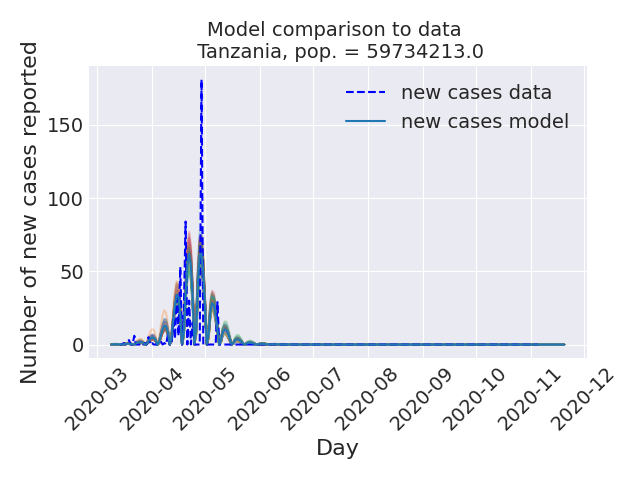 Model comparison to data
Tanzania, pop. = 59734213.0
new cases data
new cases model
Number of new cases reported
150
100
50
0
2020-03
2020-04
2020-05
2020-06
2020-07
2020-08
2020-09
2020-10
2020-11
2020-12
Day